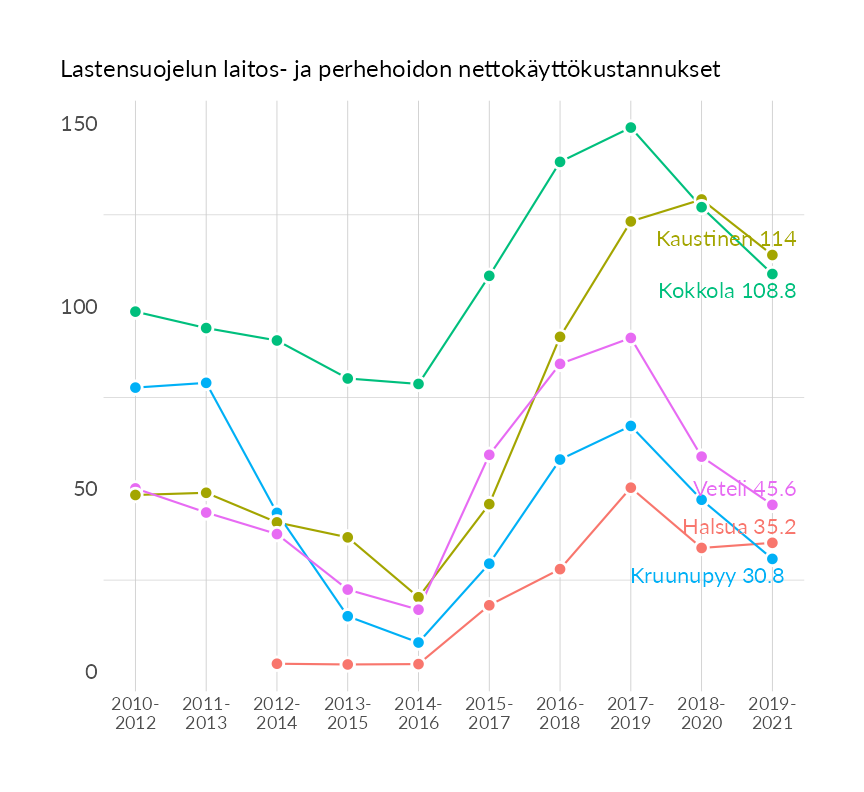 Lastensuojelun laitos- ja perhehoidon nettokäyttökustannukset
150
100
50
0
Kaustinen 114
Kokkola 108.8
Veteli 45.6
Halsua 35.2
Kruunupyy 30.8
2010- 2011- 2012- 2013- 2014- 2015- 2016- 2017- 2018- 2019-
2012 2013 2014 2015 2016 2017 2018 2019 2020 2021